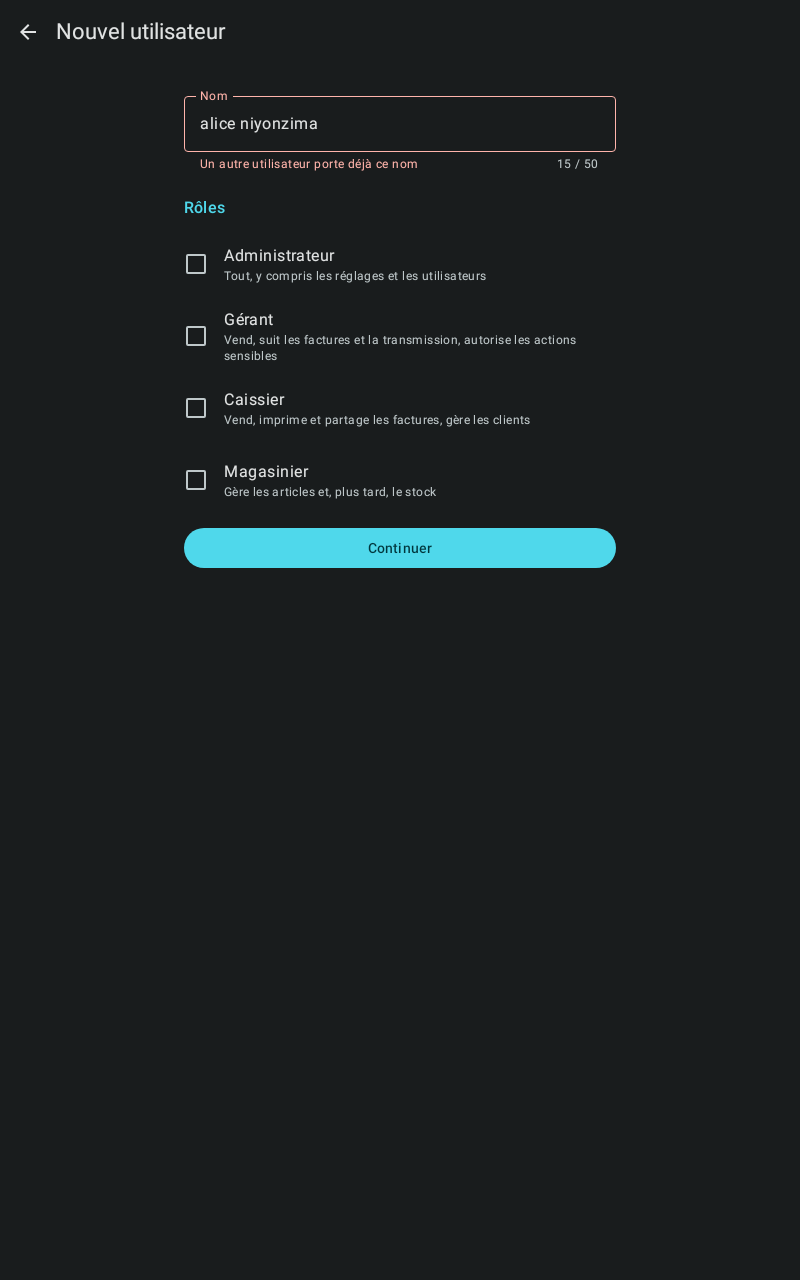 Nouvel utilisateur
Nom
alice niyonzima
Un autre utilisateur porte déjà ce nom
15 / 50
Rôles
Administrateur
Tout, y compris les réglages et les utilisateurs
Gérant
Vend, suit les factures et la transmission, autorise les actions
sensibles
Caissier
Vend, imprime et partage les factures, gère les clients
Magasinier
Gère les articles et, plus tard, le stock
Continuer